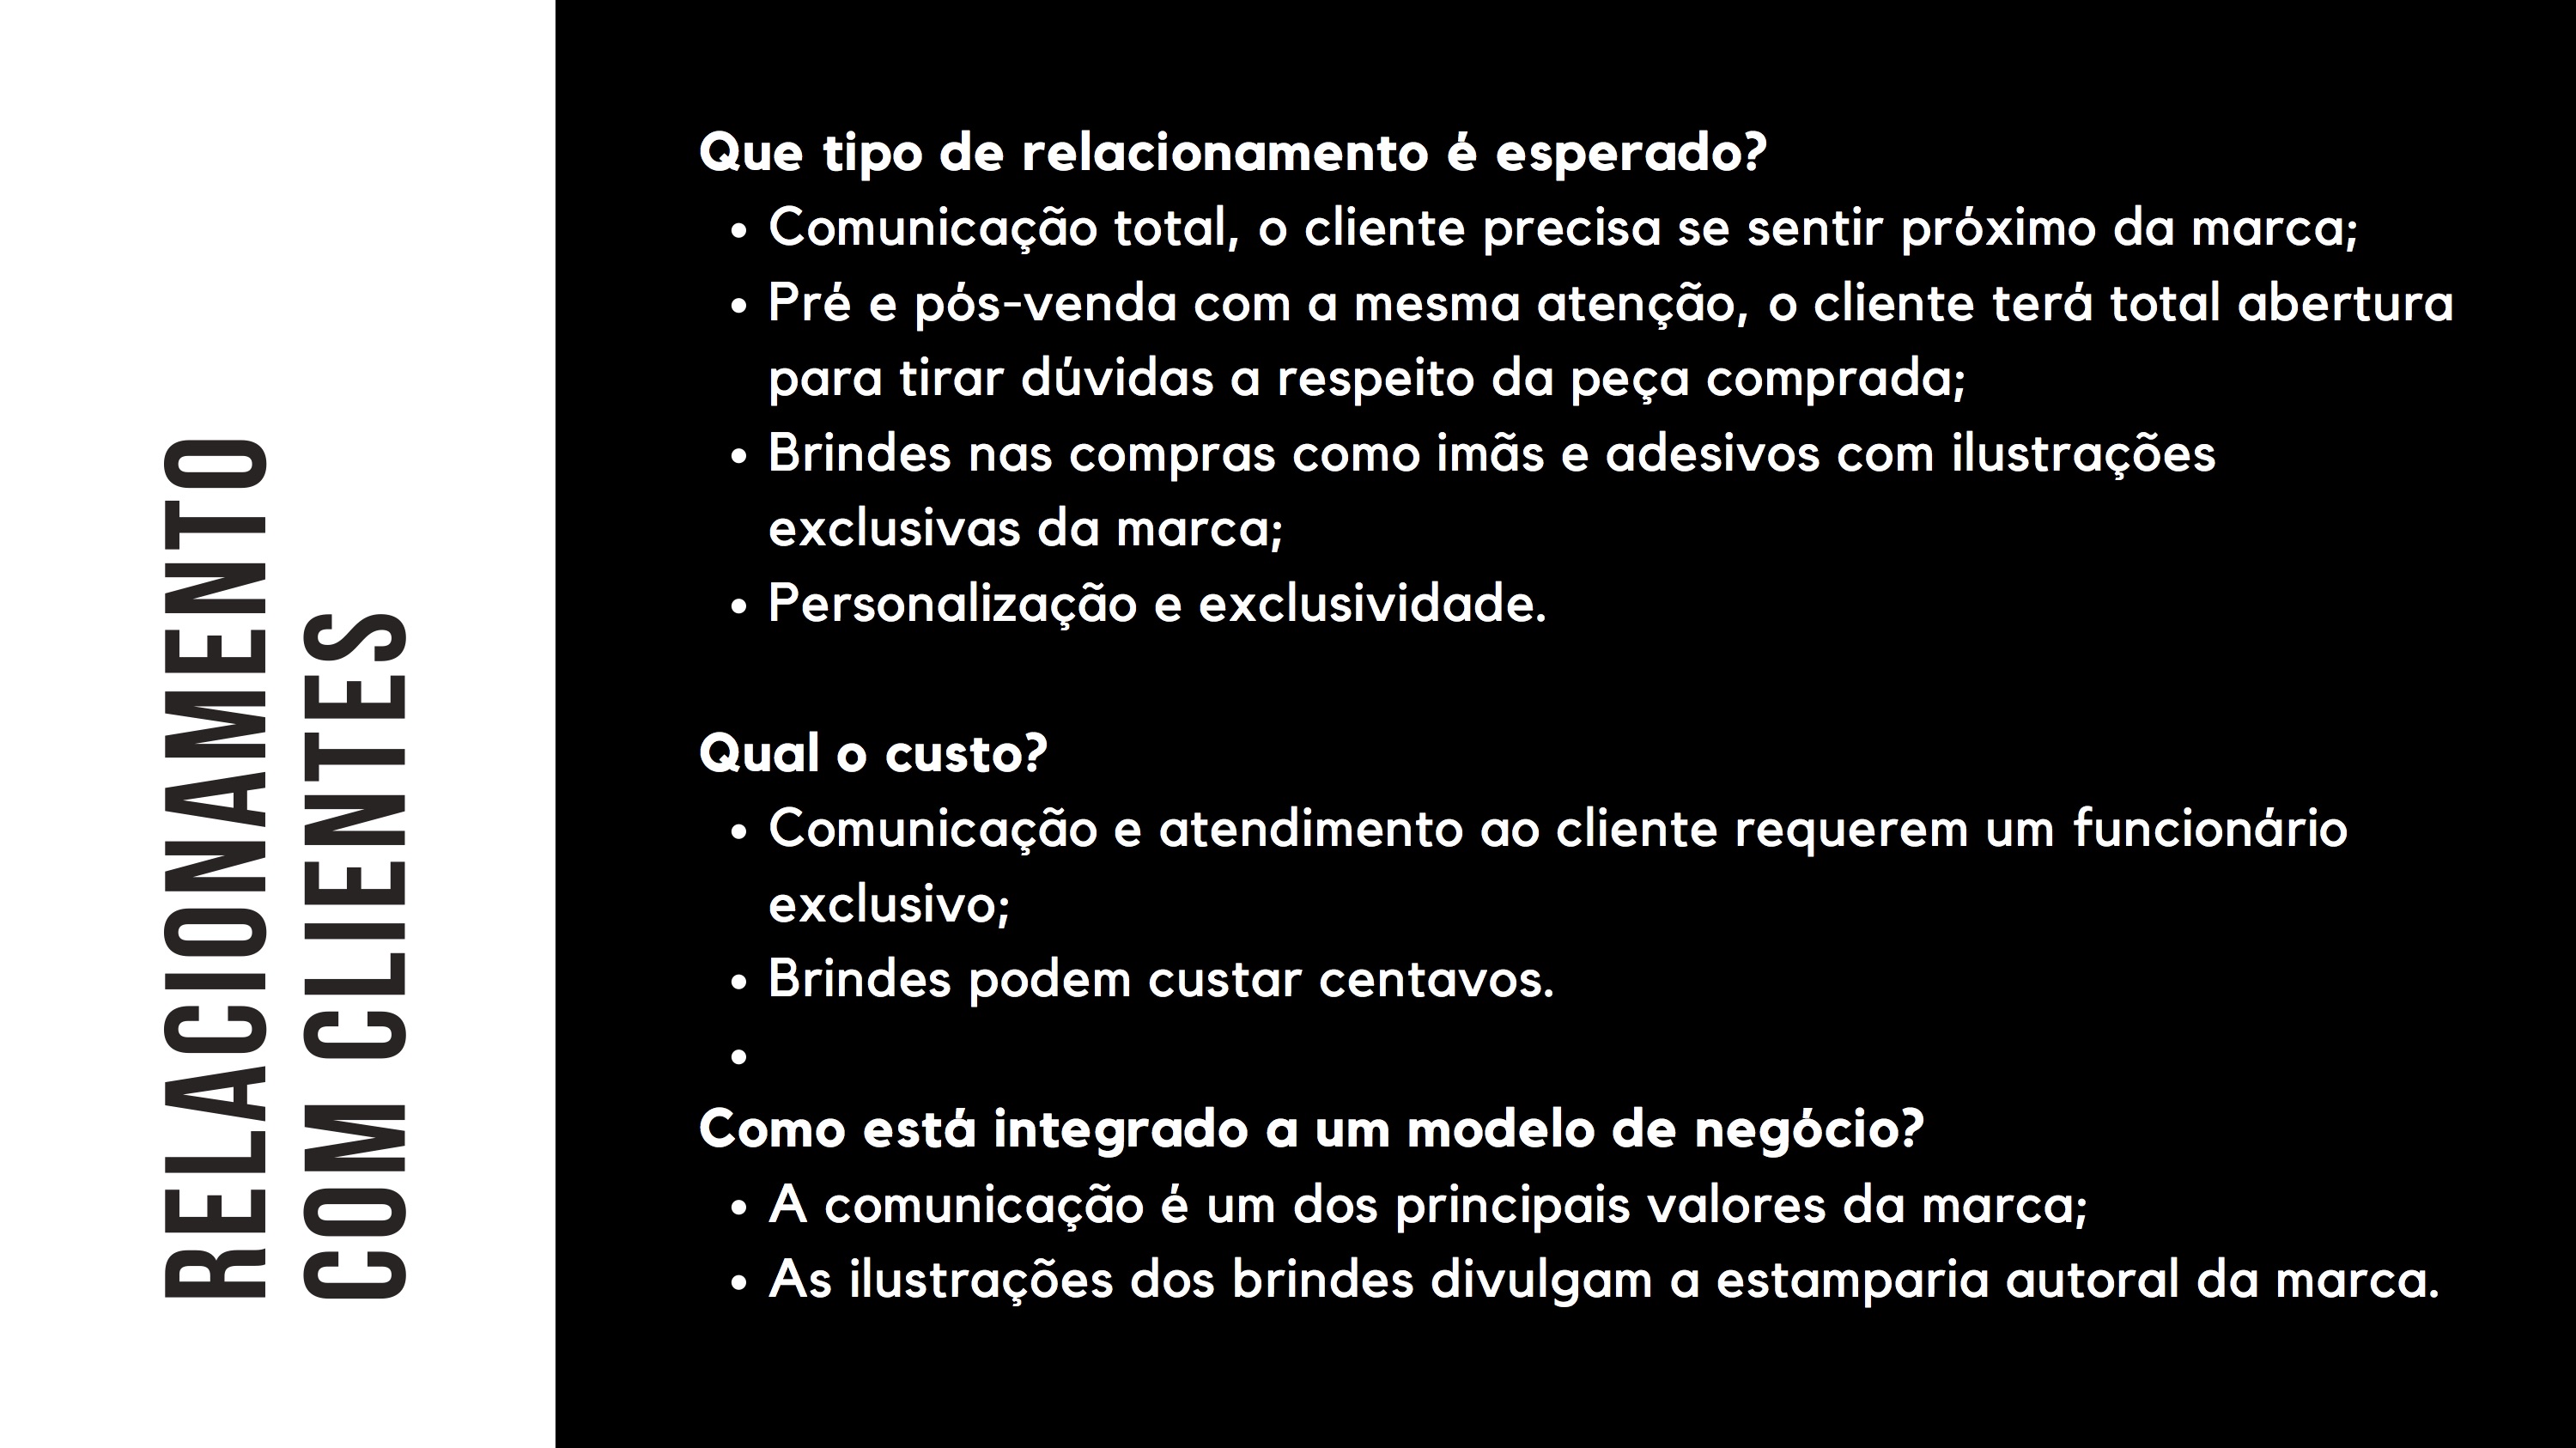 RELACIONAMENTO
COM CLIENTES
Que tipo de relacionamento é esperado?
• Comunicação total, o cliente precisa se sentir próximo da marca;
• Pré e pós-venda com a mesma atenção, o cliente terá total abertura
para tirar dúvidas a respeito da peça comprada;
• Brindes nas compras como imãs e adesivos com ilustrações
exclusivas da marca;
• Personalização e exclusividade.
Qual o custo?
• Comunicação e atendimento ao cliente requerem um funcionário
exclusivo;
• Brindes podem custar centavos.
•
Como está integrado a um modelo de negócio?
• A comunicação é um dos principais valores da marca;
• As ilustrações dos brindes divulgam a estamparia autoral da marca.